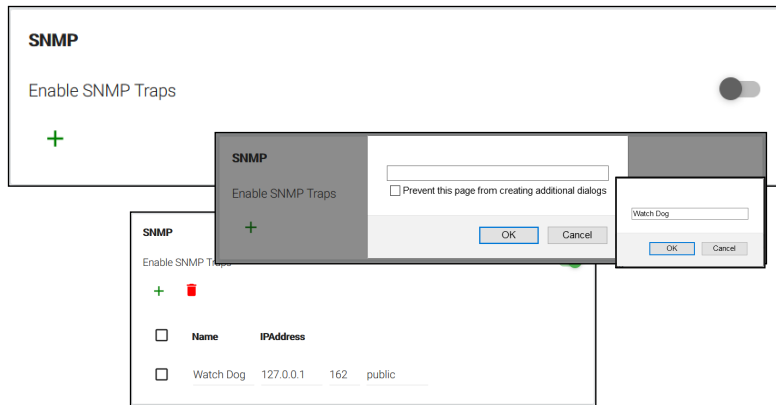 SNMP
Enable SNMP Traps
SNMP
Prevent this page from creating additional dialogs
Enable SNMP Traps
Watch Dog
OK Cancel
OK Cancel
SNMP
Enable SNMP Traps
Name IPAddress
Watch Dog 127.0.0.1 162 public